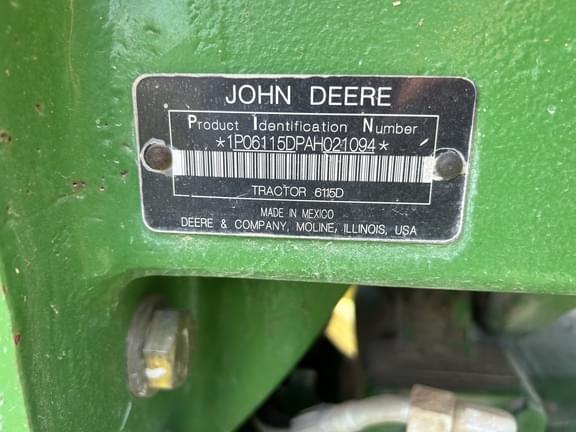 JOHN DEERE
Product Identification Number
*1P06115DPAH021094*
TRACTOR 6115D
MADE IN MEXICO
DEERE & COMPANY, MOLINE, ILLINOIS, USA